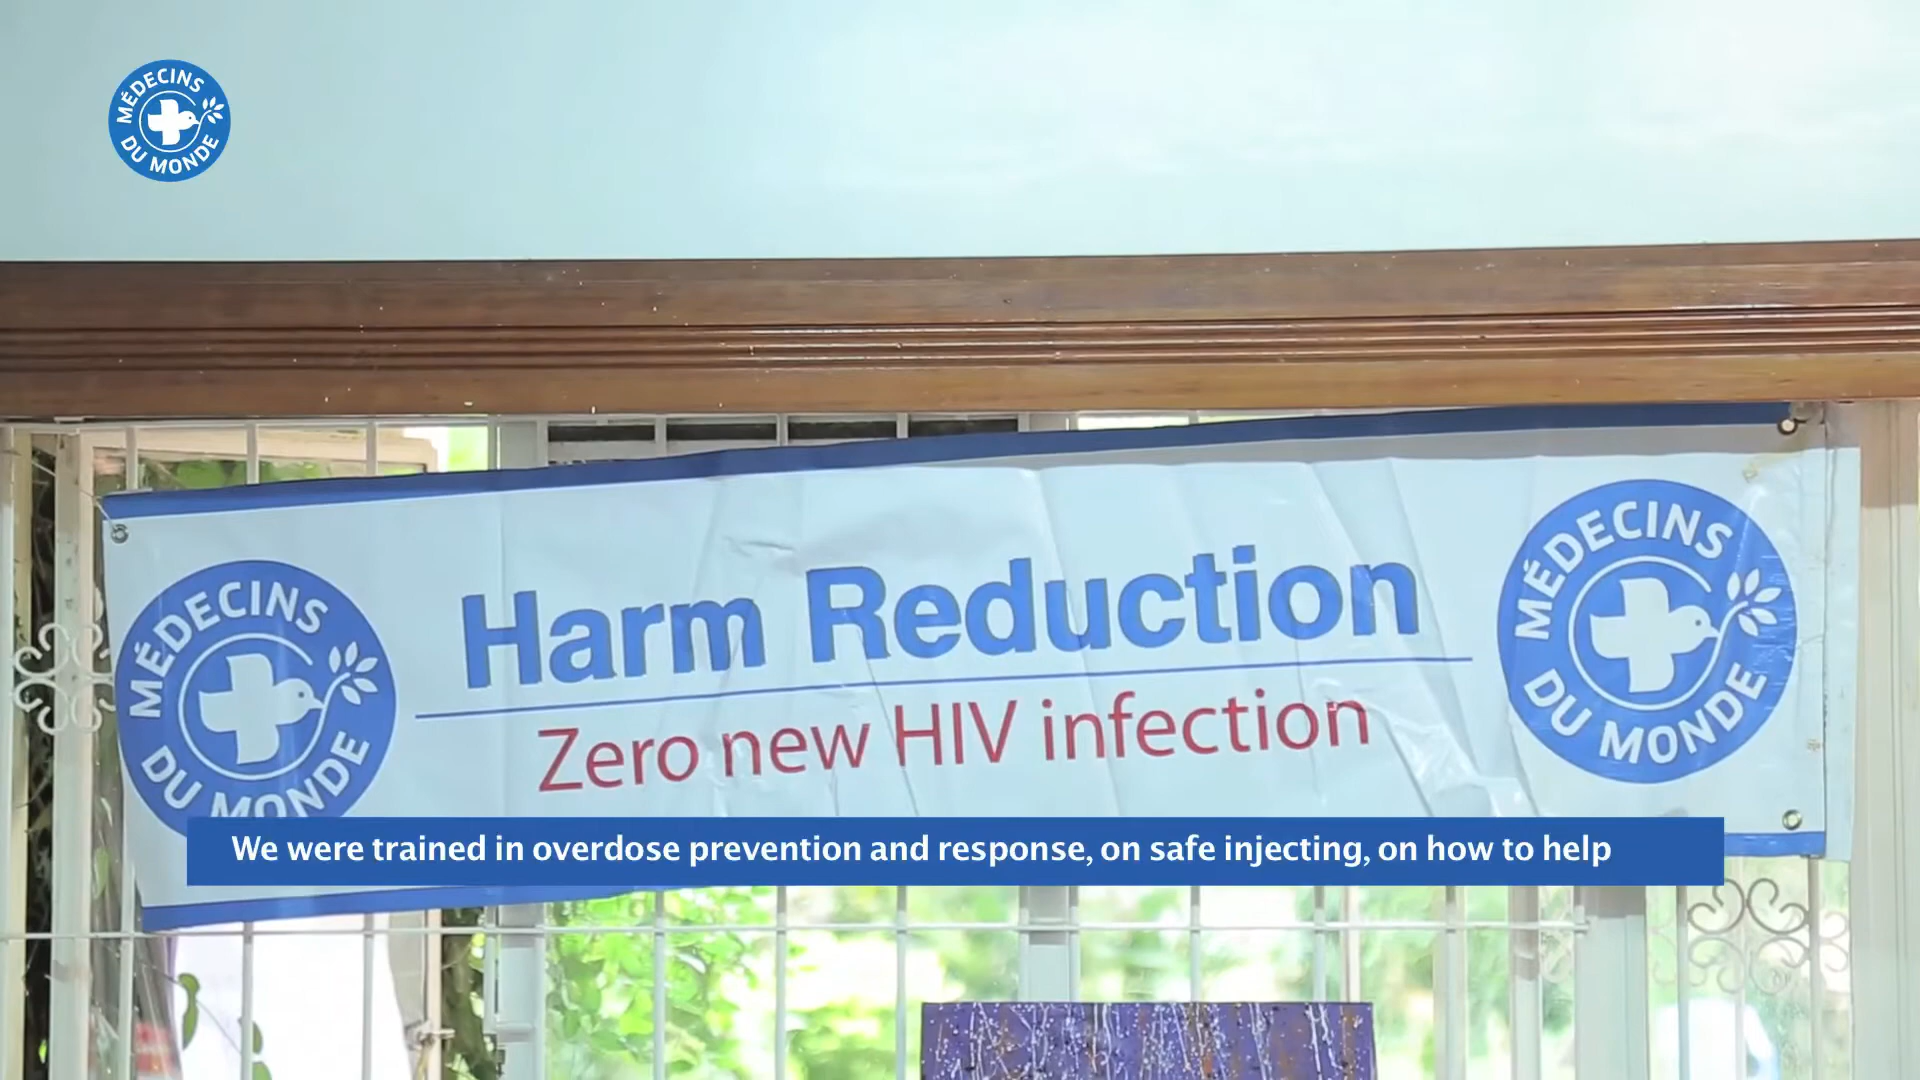 MÉDECINS
DU MONDE
Harm Reduction
Zero new HIV infection
MÉDECINS
DU MONDE
MÉDECINS
DU MONDE
We were trained in overdose prevention and response, on safe injecting, on how to help